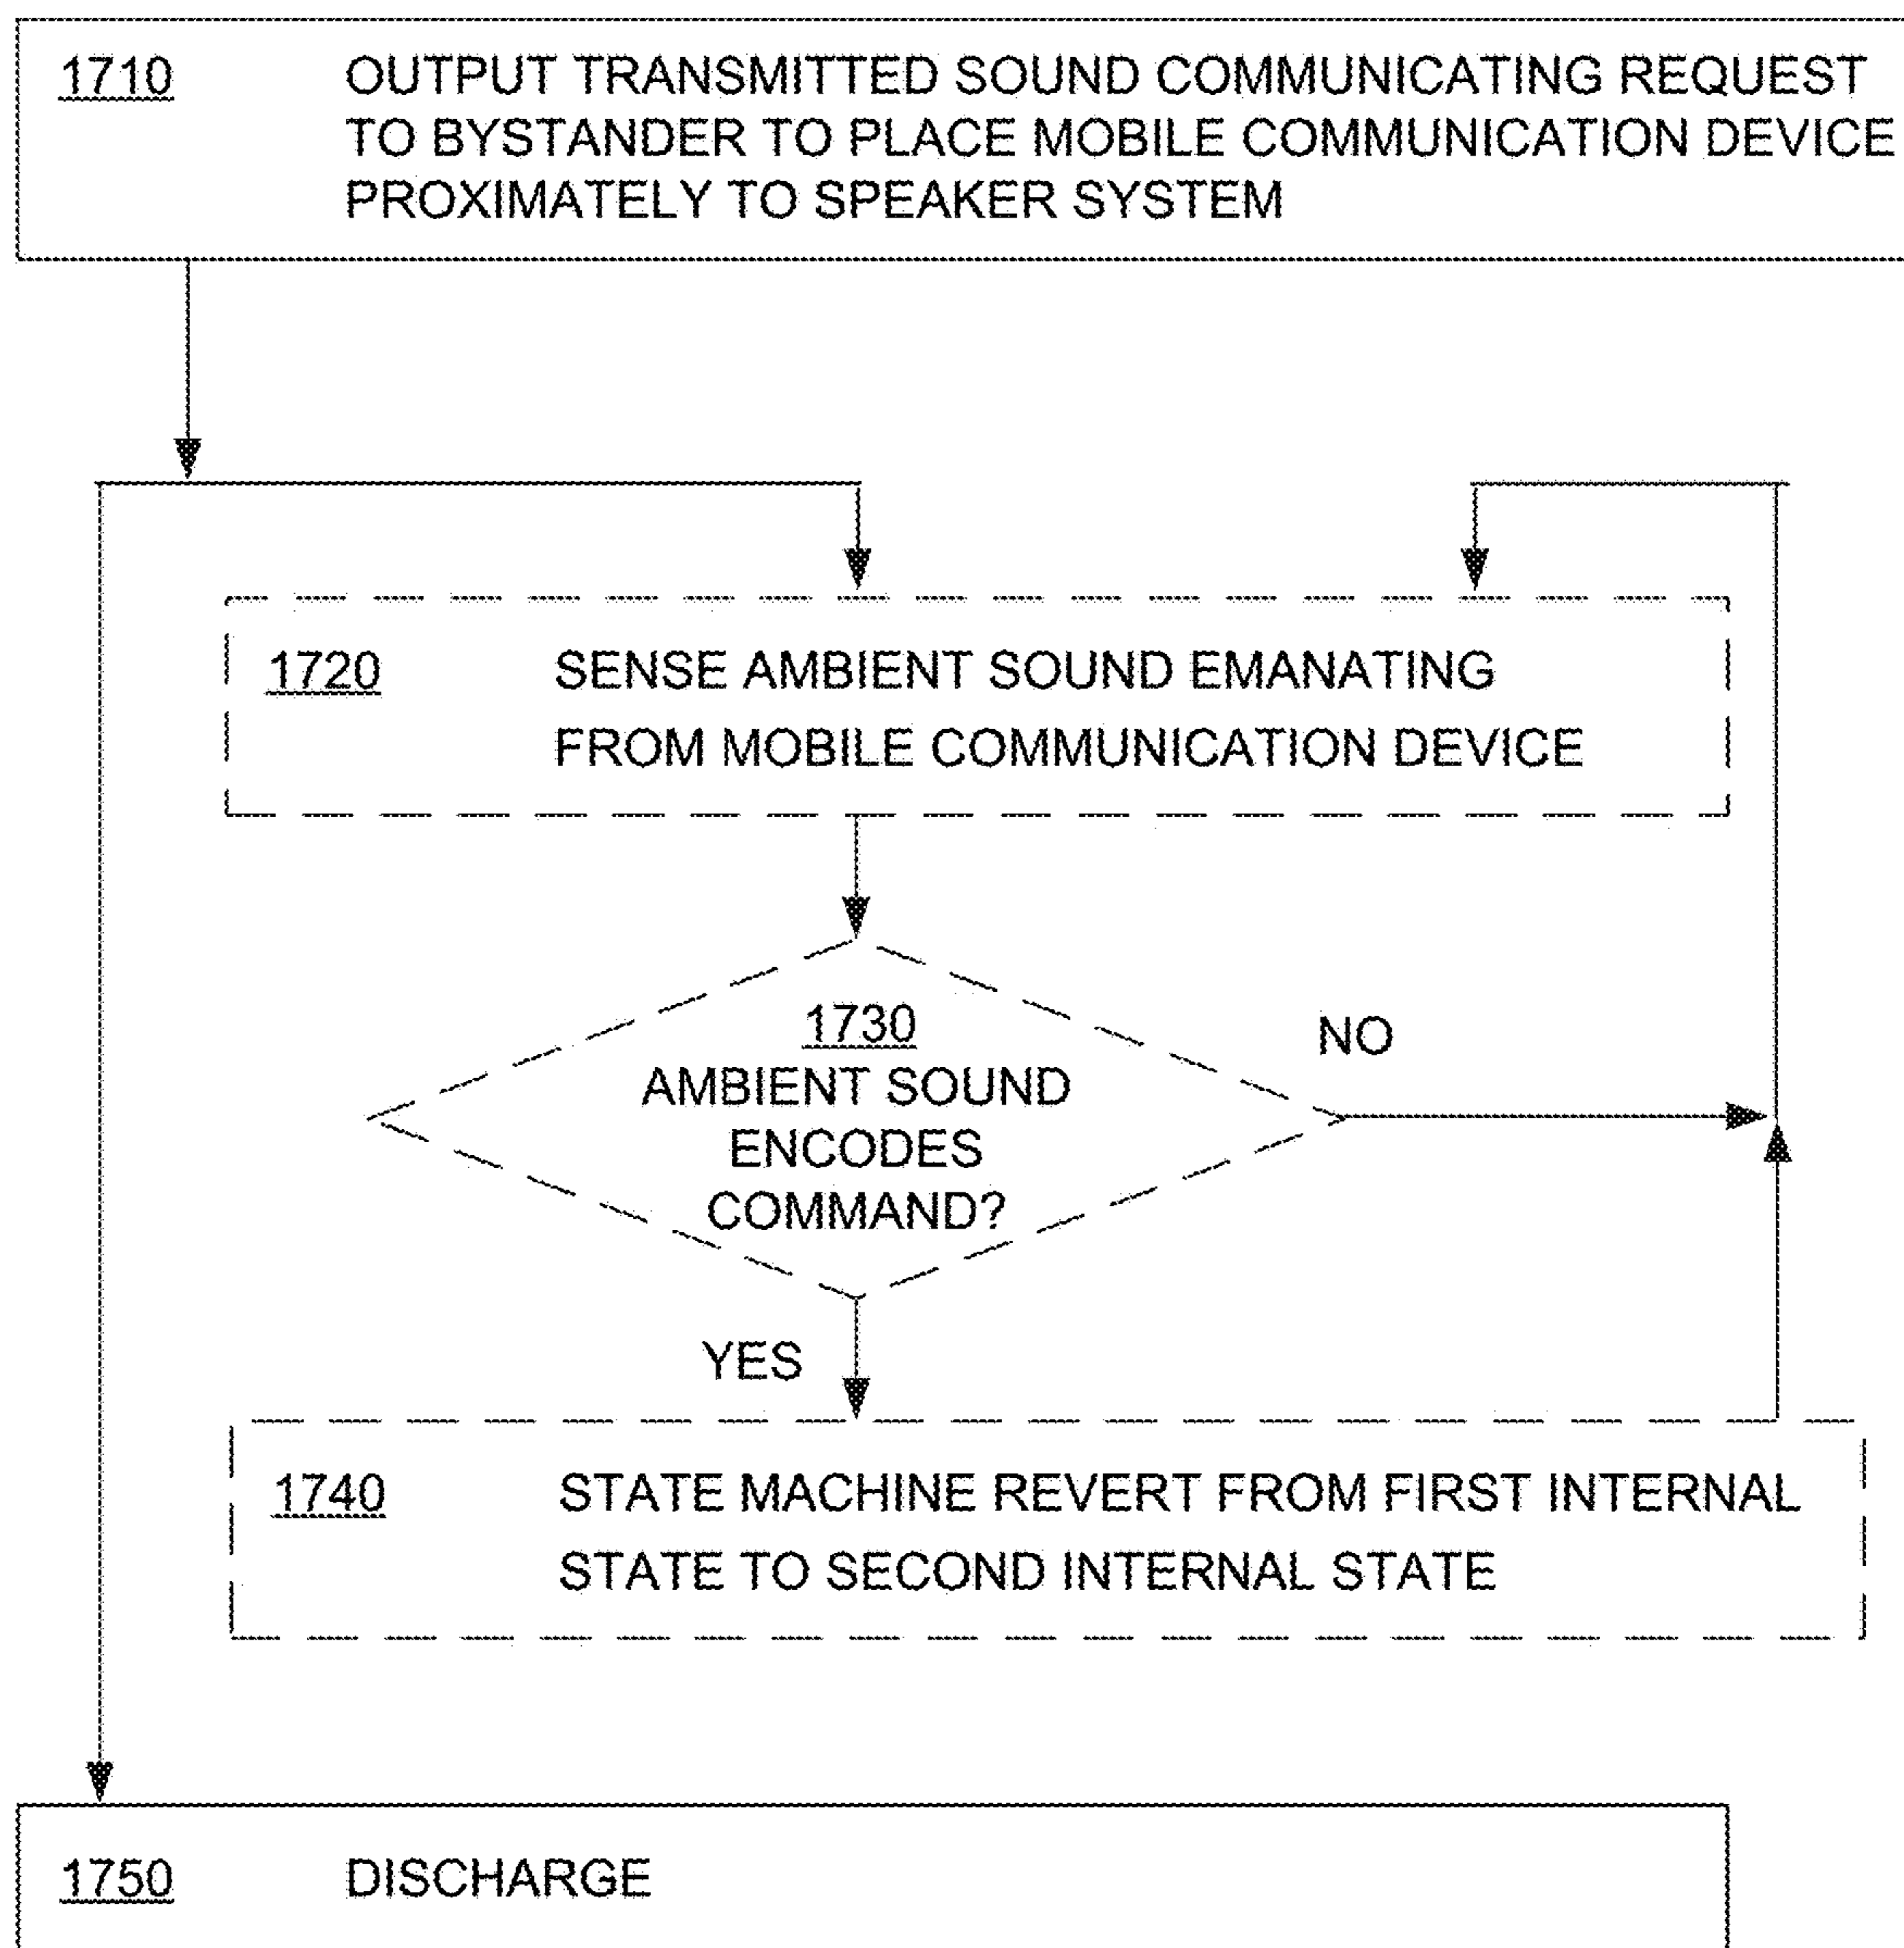 1710 OUTPUT TRANSMITTED SOUND COMMUNICATING REQUEST
TO BYSTANDER TO PLACE MOBILE COMMUNICATION DEVICE
PROXIMATELY TO SPEAKER SYSTEM
1720 SENSE AMBIENT SOUND EMANATING
FROM MOBILE COMMUNICATION DEVICE
1730
AMBIENT SOUND
ENCODES
COMMAND?
NO
YES
1740 STATE MACHINE REVERT FROM FIRST INTERNAL
STATE TO SECOND INTERNAL STATE
1750 DISCHARGE